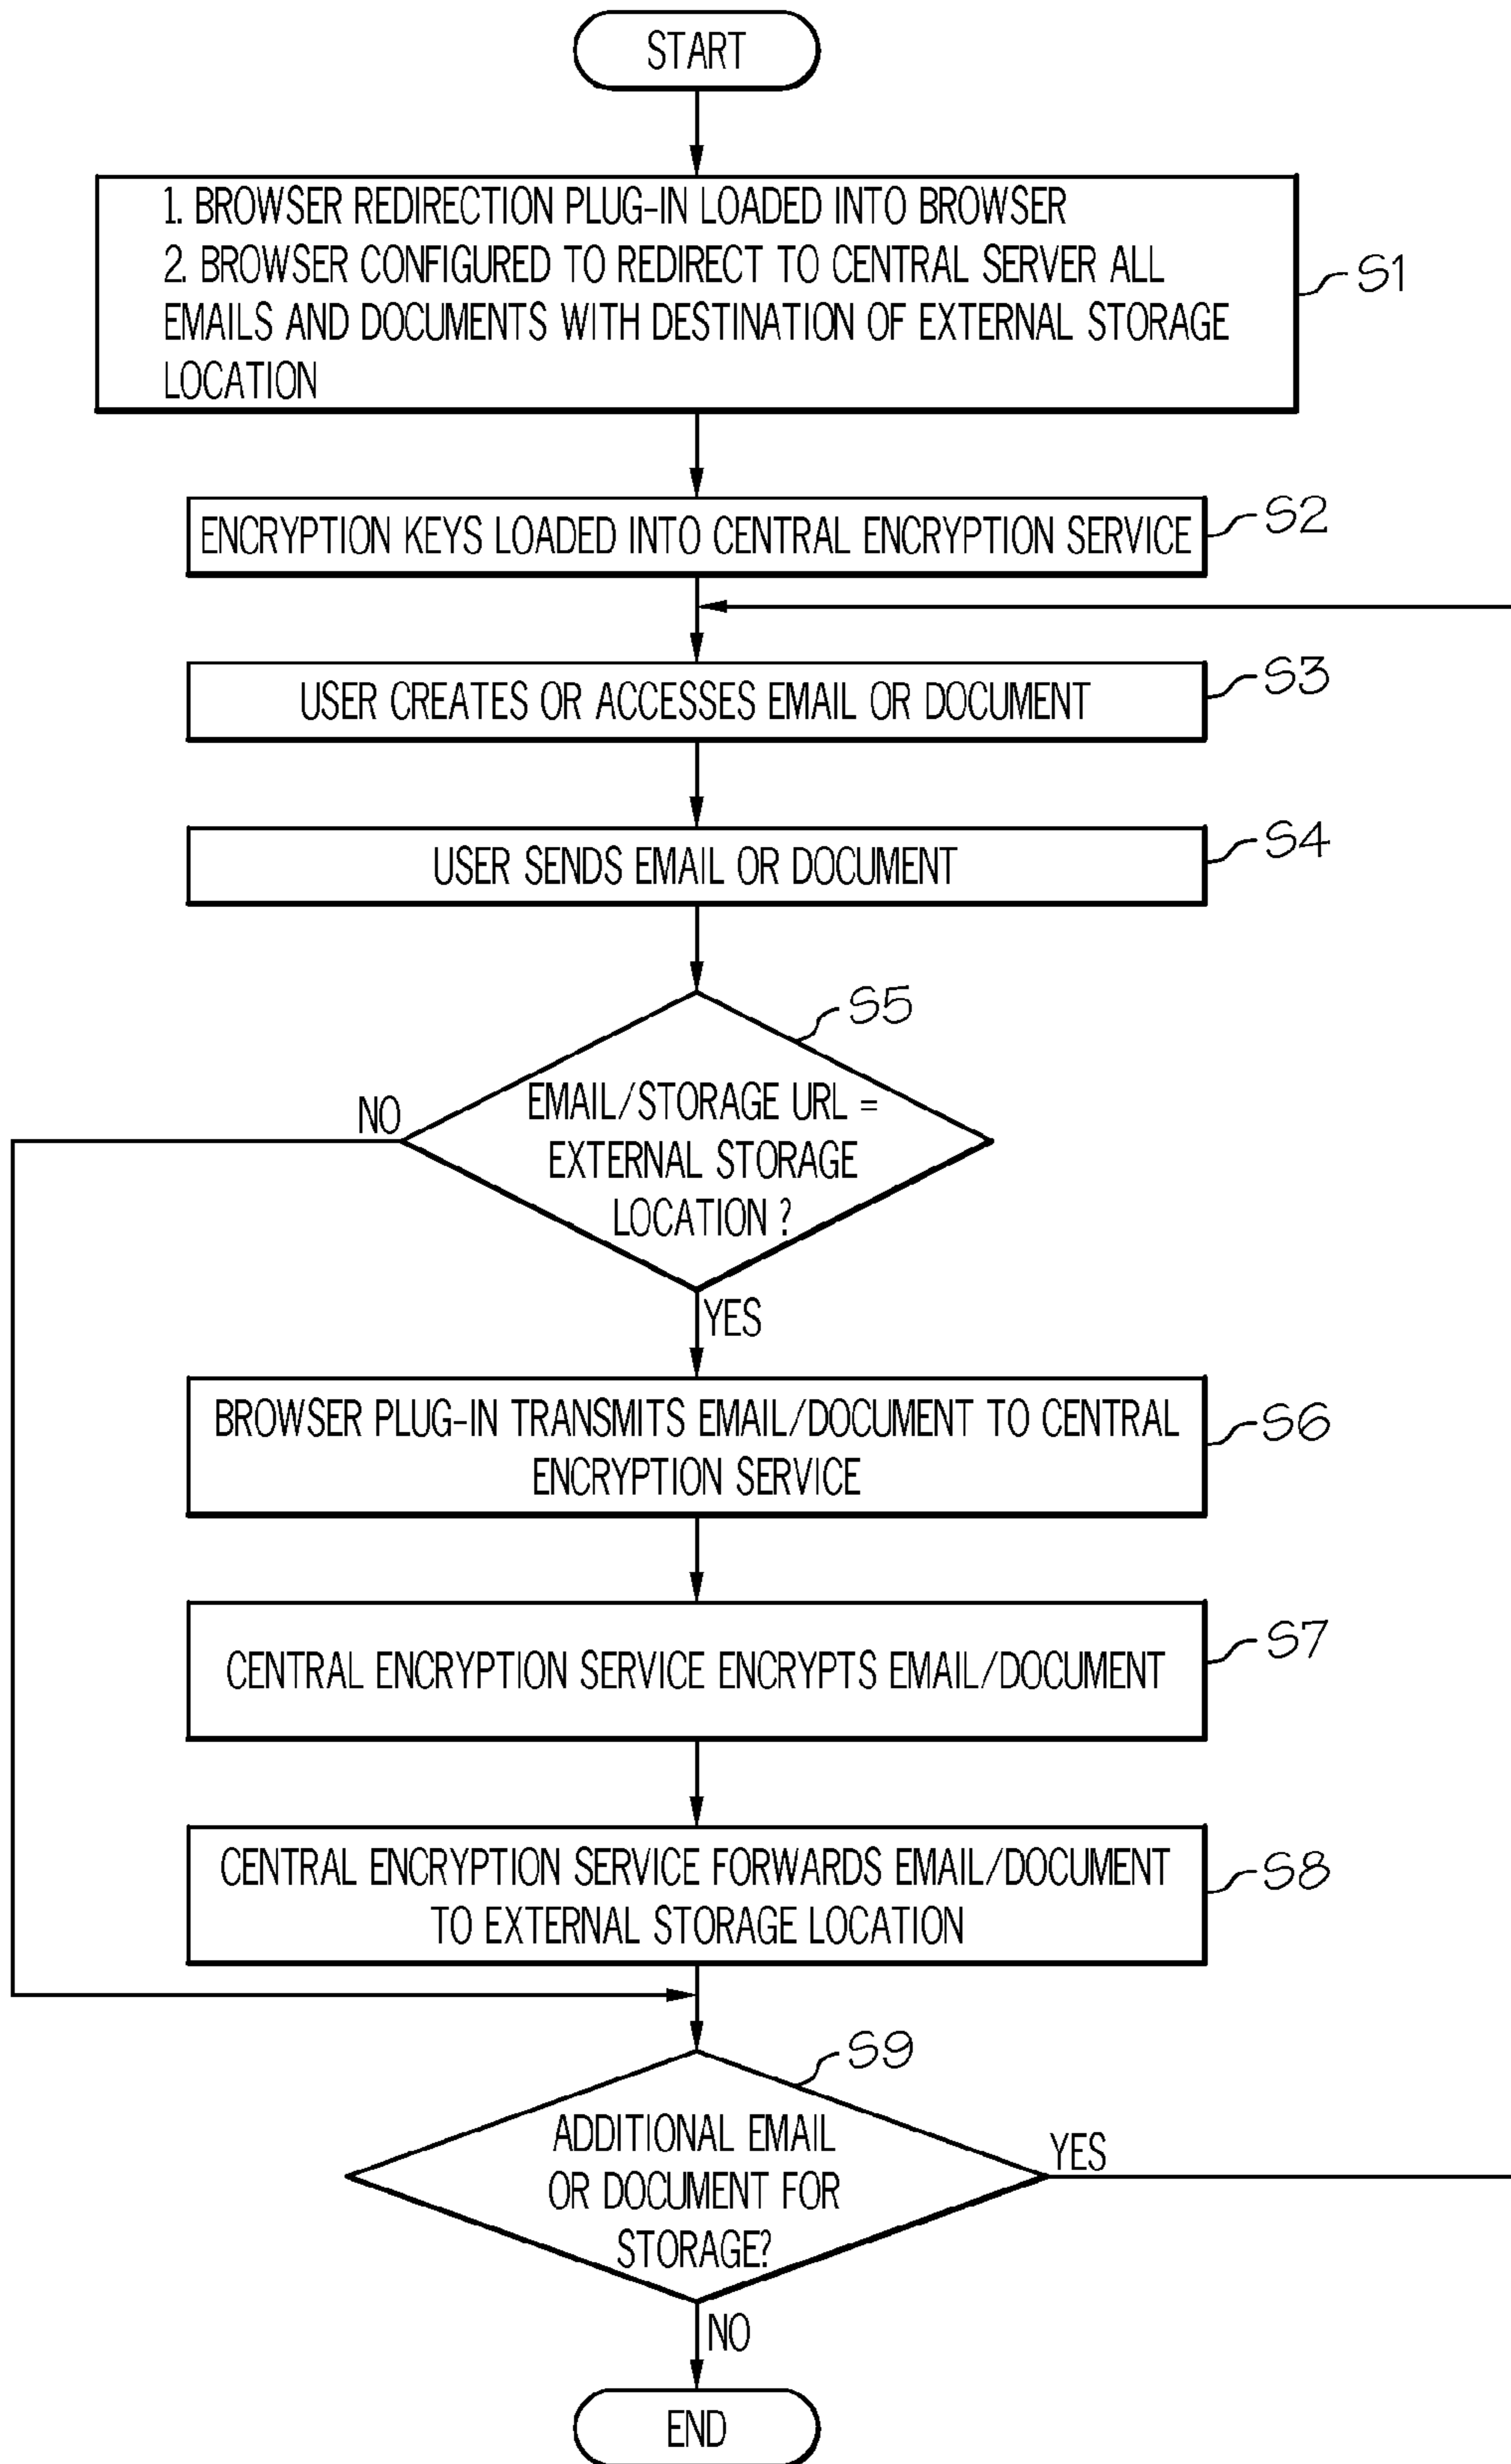 START
1. BROWSER REDIRECTION PLUG-IN LOADED INTO BROWSER
2. BROWSER CONFIGURED TO REDIRECT TO CENTRAL SERVER ALL
EMAILS AND DOCUMENTS WITH DESTINATION OF EXTERNAL STORAGE
LOCATION
S1
ENCRYPTION KEYS LOADED INTO CENTRAL ENCRYPTION SERVICE
S2
USER CREATES OR ACCESSES EMAIL OR DOCUMENT
S3
USER SENDS EMAIL OR DOCUMENT
S4
S5
NO
EMAIL/STORAGE URL =
EXTERNAL STORAGE
LOCATION ?
YES
BROWSER PLUG-IN TRANSMITS EMAIL/DOCUMENT TO CENTRAL
ENCRYPTION SERVICE
S6
CENTRAL ENCRYPTION SERVICE ENCRYPTS EMAIL/DOCUMENT
S7
CENTRAL ENCRYPTION SERVICE FORWARDS EMAIL/DOCUMENT
TO EXTERNAL STORAGE LOCATION
S8
S9
ADDITIONAL EMAIL
OR DOCUMENT FOR
STORAGE?
YES
NO
END